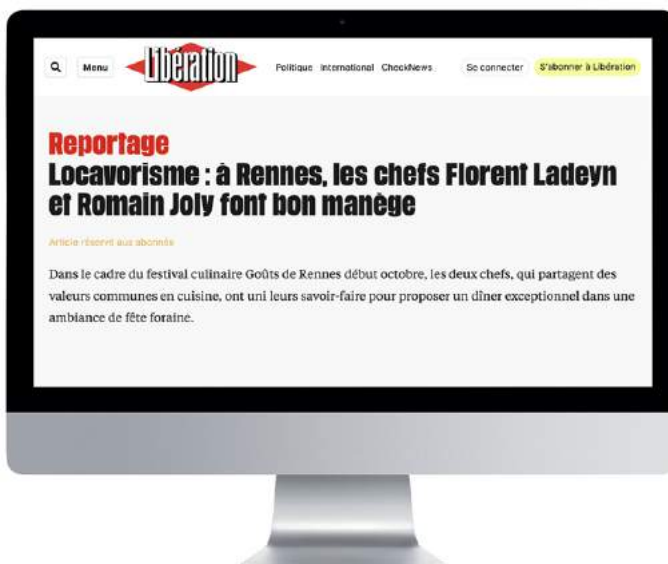 Menu
Libération
Politique International CheckNews
Se connecter
S'abonner à Libération
Reportage
Locavorisme : à Rennes, les chefs Florent Ladeyn
et Romain Joly font bon manège
Article réservé aux abonnés
Dans le cadre du festival culinaire Goûts de Rennes début octobre, les deux chefs, qui partagent des
valeurs communes en cuisine, ont uni leurs savoir-faire pour proposer un dîner exceptionnel dans une
ambiance de fête foraine.